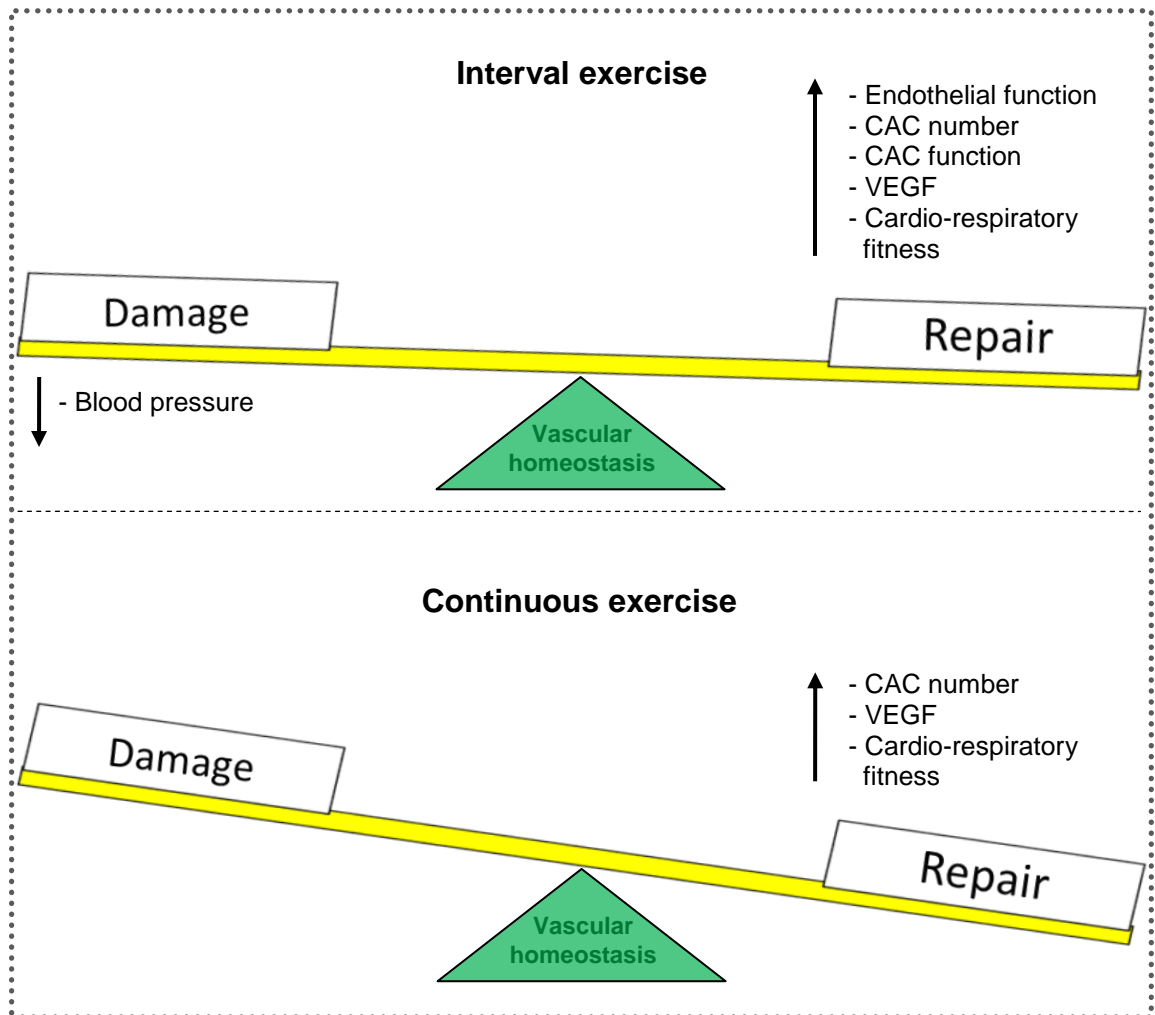 Interval exercise
- Endothelial function
- CAC number
- CAC function
- VEGF
- Cardio-respiratory
fitness
Damage
Repair
- Blood pressure
Vascular
homeostasis
Continuous exercise
- CAC number
- VEGF
- Cardio-respiratory
fitness
Damage
Repair
Vascular
homeostasis